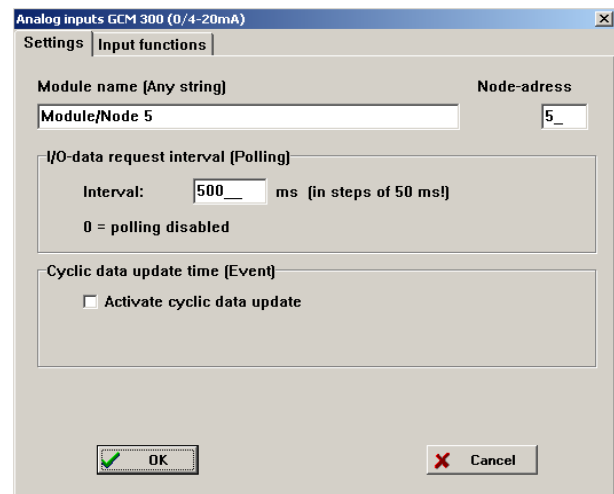 Analog inputs GCM 300 (0/4-20mA)
Settings Input functions
Module name (Any string) Node-adress
Module/Node 5 5_
I/O-data request interval (Polling)
Interval: 500__ ms (in steps of 50 ms!)
0 = polling disabled
Cyclic data update time (Event)
Activate cyclic data update
OK Cancel